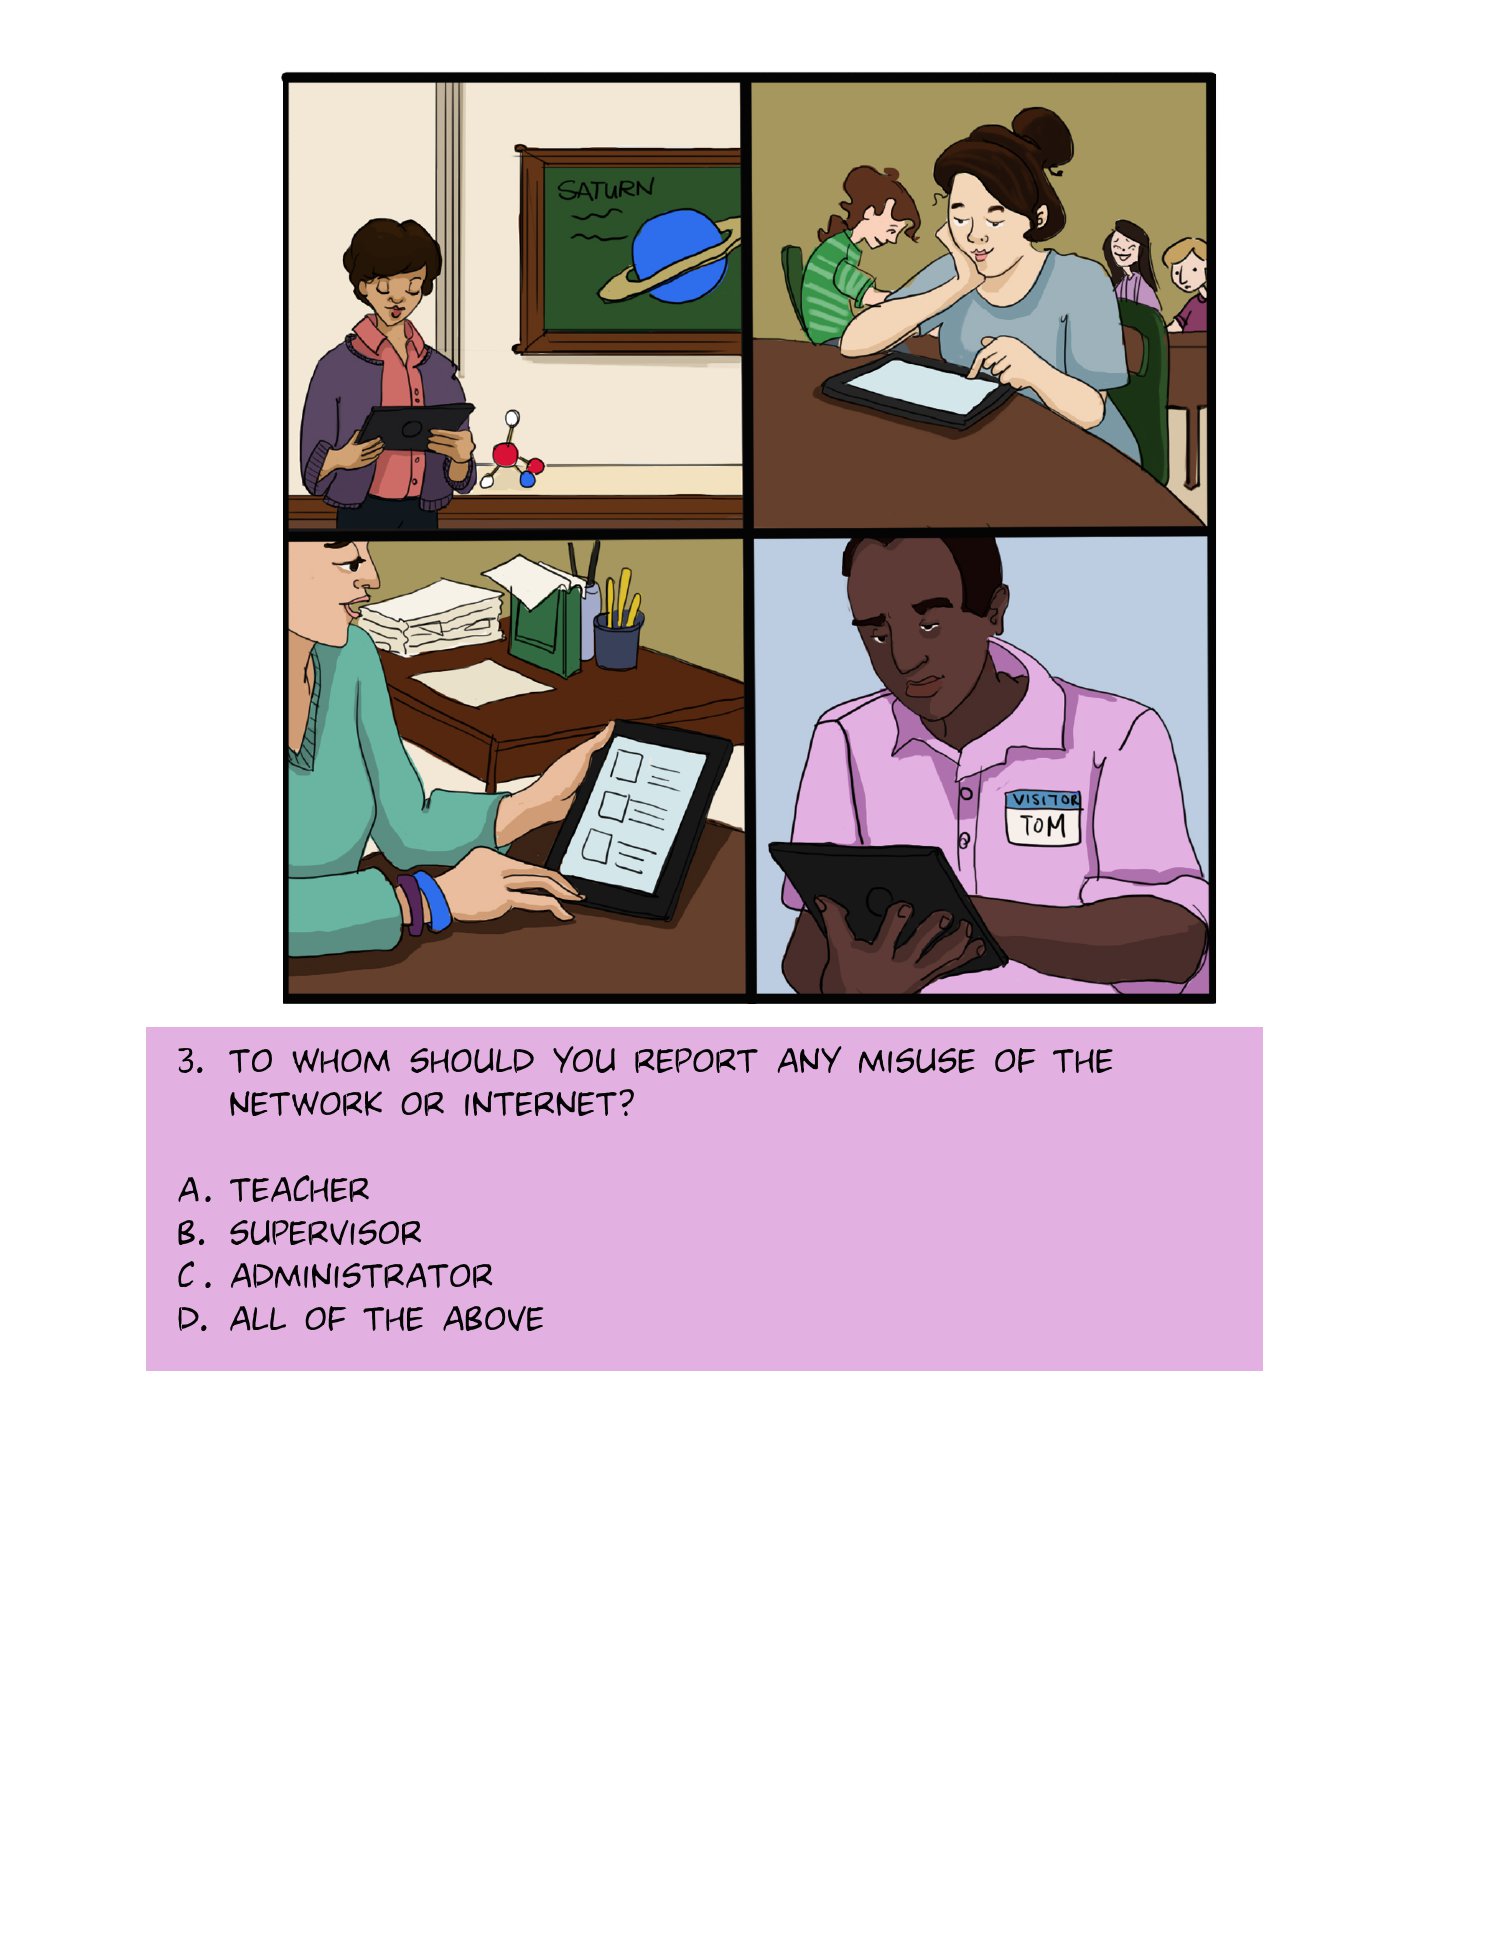 SATURN
VISITOR
TOM
3. TO WHOM SHOULD YOU REPORT ANY MISUSE OF THE
NETWORK OR INTERNET?
A. TEACHER
B. SUPERVISOR
C. ADMINISTRATOR
D. ALL OF THE ABOVE